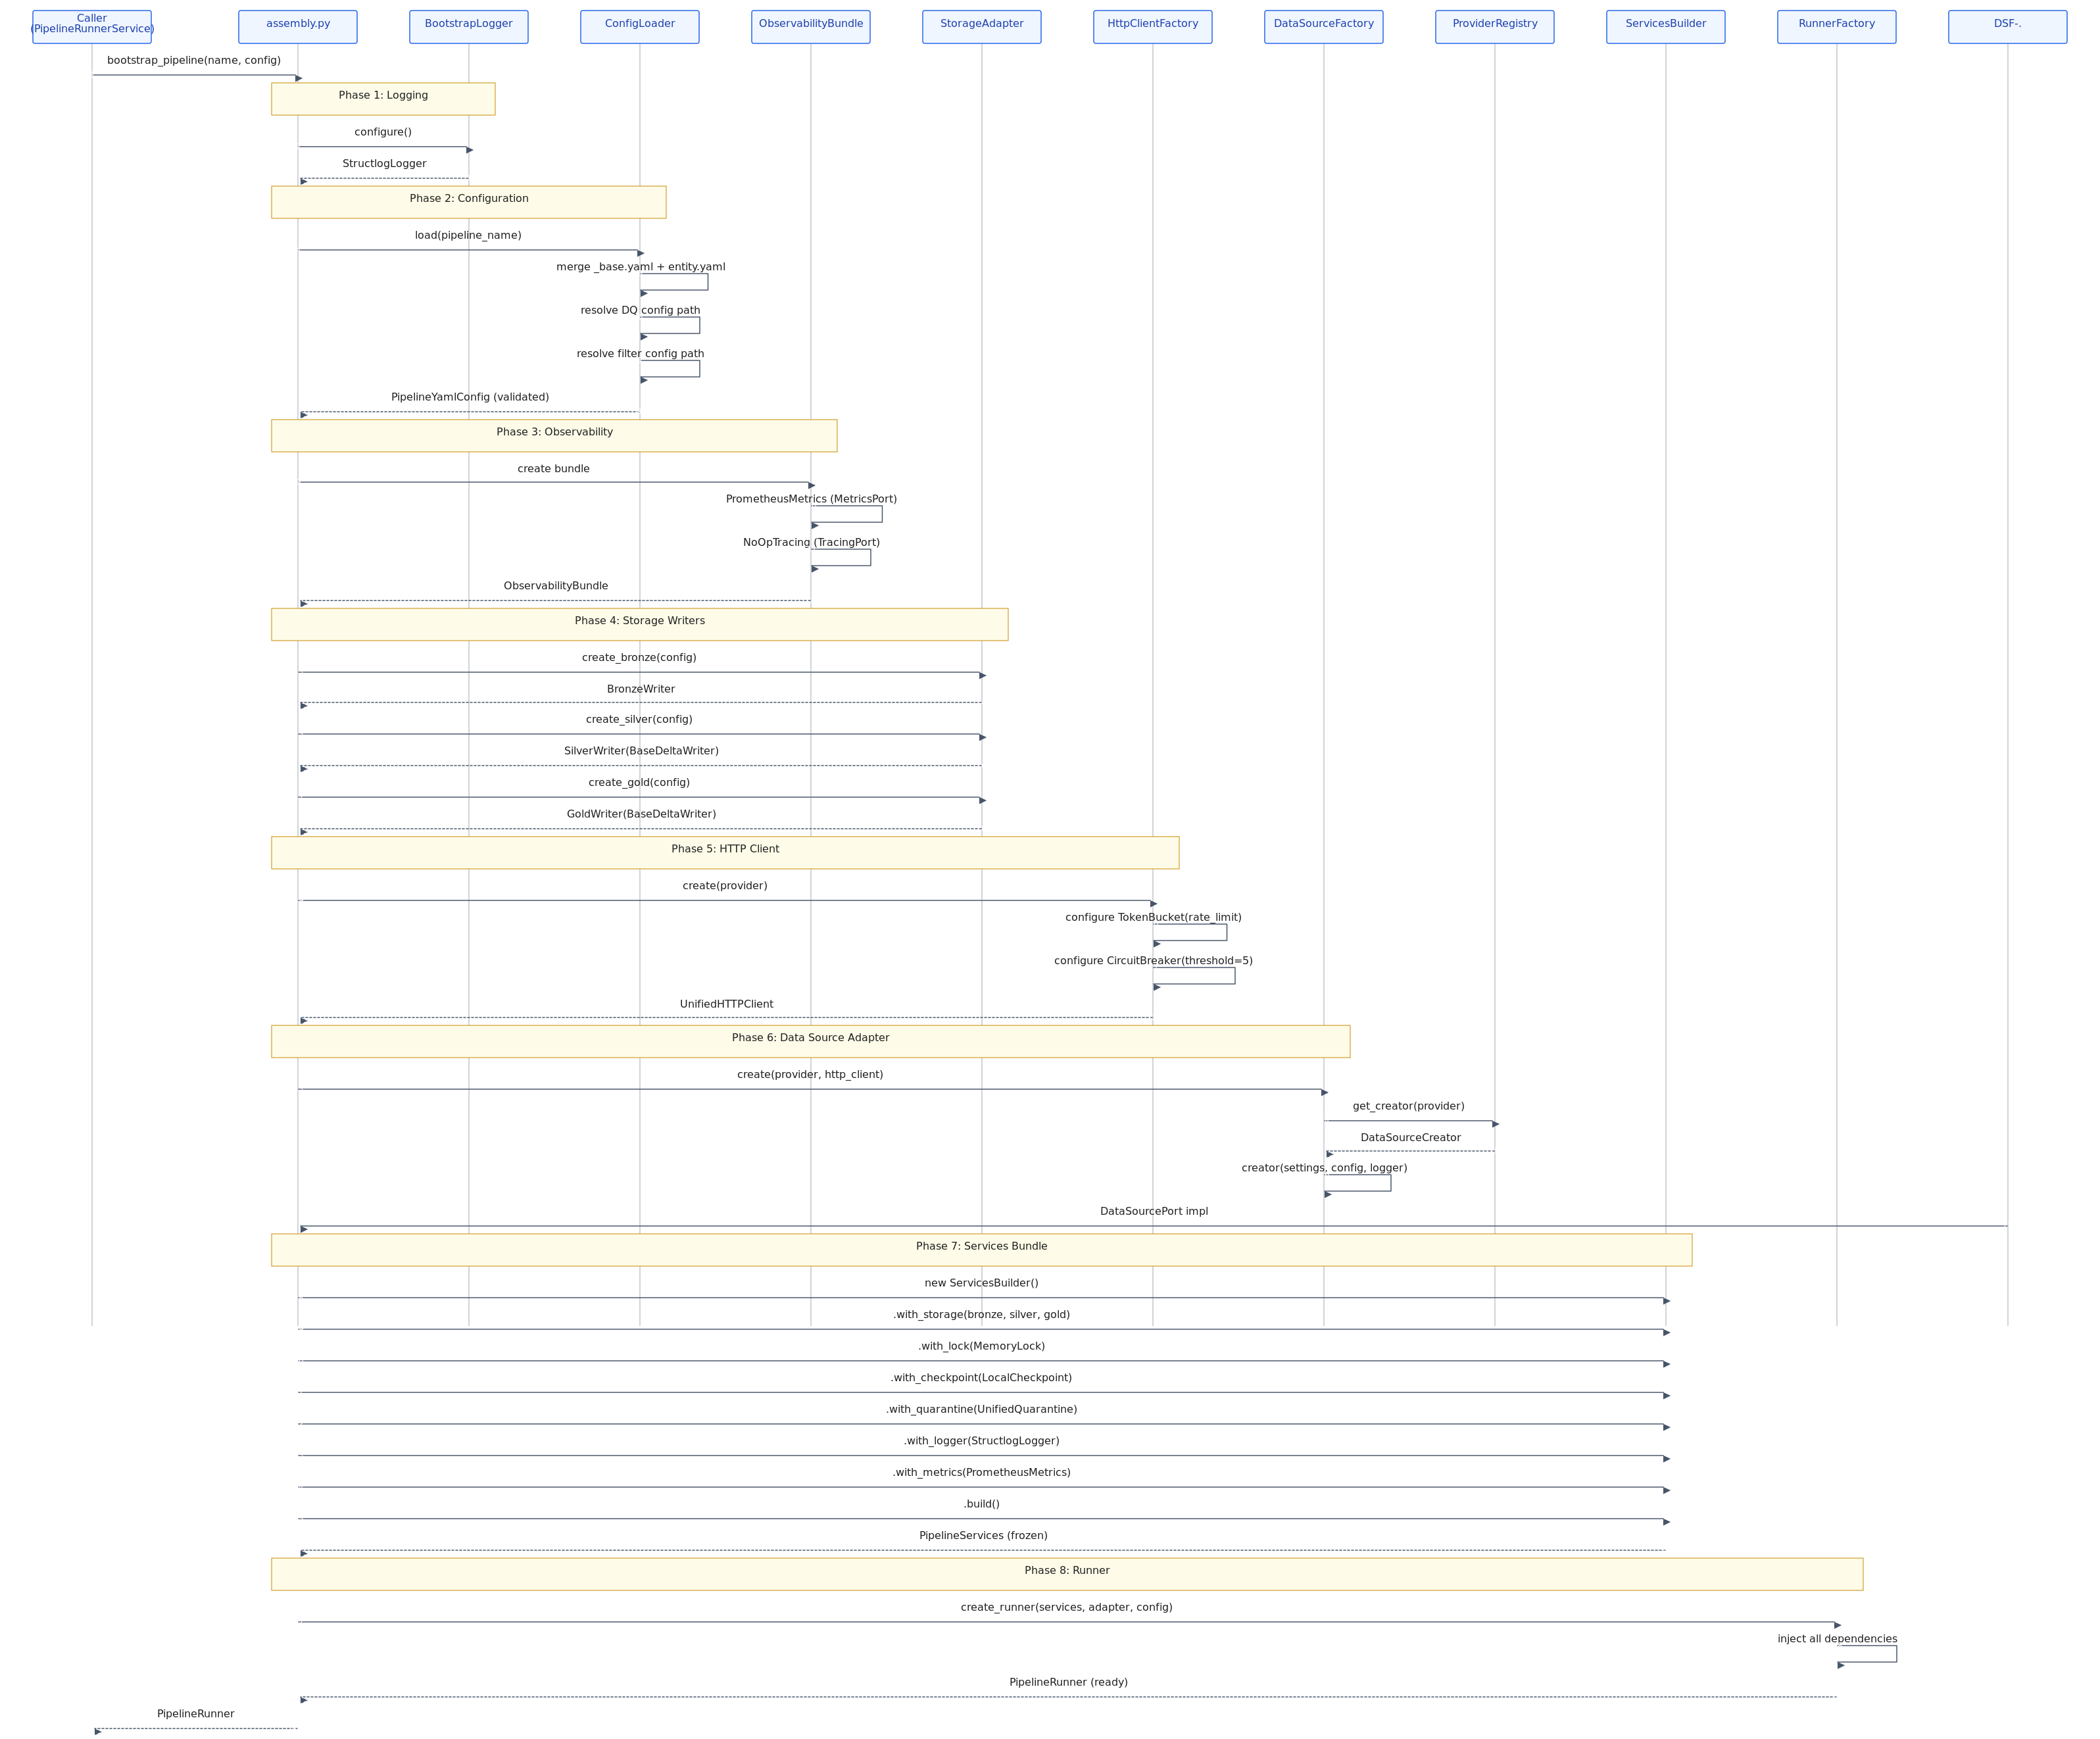 Caller
(PipelineRunnerService)
assembly.py
BootstrapLogger
ConfigLoader
ObservabilityBundle
StorageAdapter
HttpClientFactory
DataSourceFactory
ProviderRegistry
ServicesBuilder
RunnerFactory
DSF-.
bootstrap_pipeline(name, config)
Phase 1: Logging
configure()
StructlogLogger
Phase 2: Configuration
load(pipeline_name)
merge _base.yaml + entity.yaml
resolve DQ config path
resolve filter config path
PipelineYamlConfig (validated)
Phase 3: Observability
create bundle
PrometheusMetrics (MetricsPort)
NoOpTracing (TracingPort)
ObservabilityBundle
Phase 4: Storage Writers
create_bronze(config)
BronzeWriter
create_silver(config)
SilverWriter(BaseDeltaWriter)
create_gold(config)
GoldWriter(BaseDeltaWriter)
Phase 5: HTTP Client
create(provider)
configure TokenBucket(rate_limit)
configure CircuitBreaker(threshold=5)
UnifiedHTTPClient
Phase 6: Data Source Adapter
create(provider, http_client)
get_creator(provider)
DataSourceCreator
creator(settings, config, logger)
DataSourcePort impl
Phase 7: Services Bundle
new ServicesBuilder()
.with_storage(bronze, silver, gold)
.with_lock(MemoryLock)
.with_checkpoint(LocalCheckpoint)
.with_quarantine(UnifiedQuarantine)
.with_logger(StructlogLogger)
.with_metrics(PrometheusMetrics)
.build()
PipelineServices (frozen)
Phase 8: Runner
create_runner(services, adapter, config)
inject all dependencies
PipelineRunner (ready)
PipelineRunner